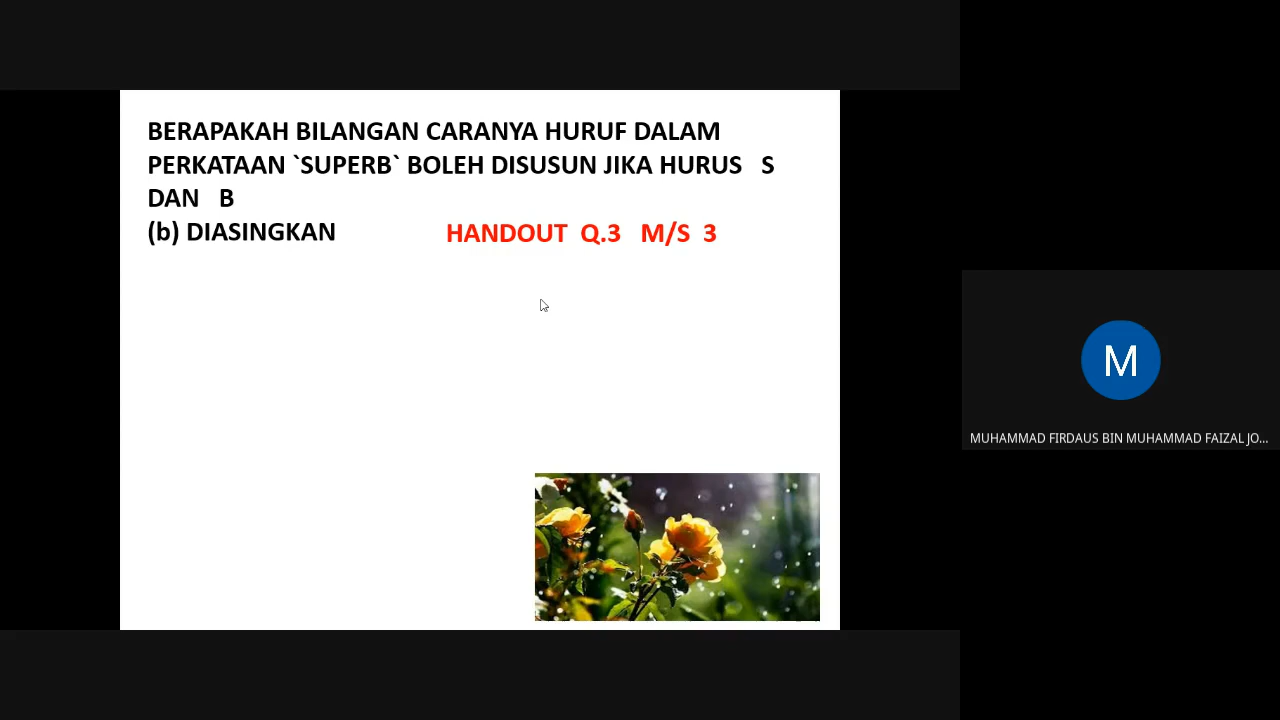 BERAPAKAH BILANGAN CARANYA HURUF DALAM
PERKATAAN `SUPERB` BOLEH DISUSUN JIKA HURUS S
DAN B
(b) DIASINGKAN HANDOUT Q.3 M/S 3
M
MUHAMMAD FIRDAUS BIN MUHAMMAD FAIZAL JO...